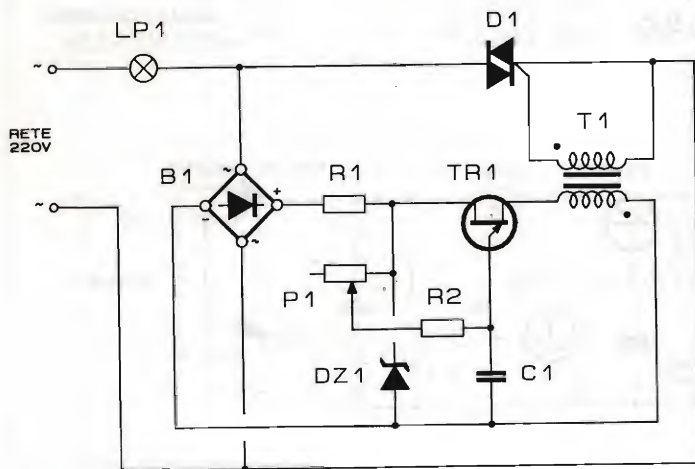 LP1
D1
~
RETE
220V
~
T1
B1
~
+
-
~
R1
TR1
P1
R2
DZ1
C1